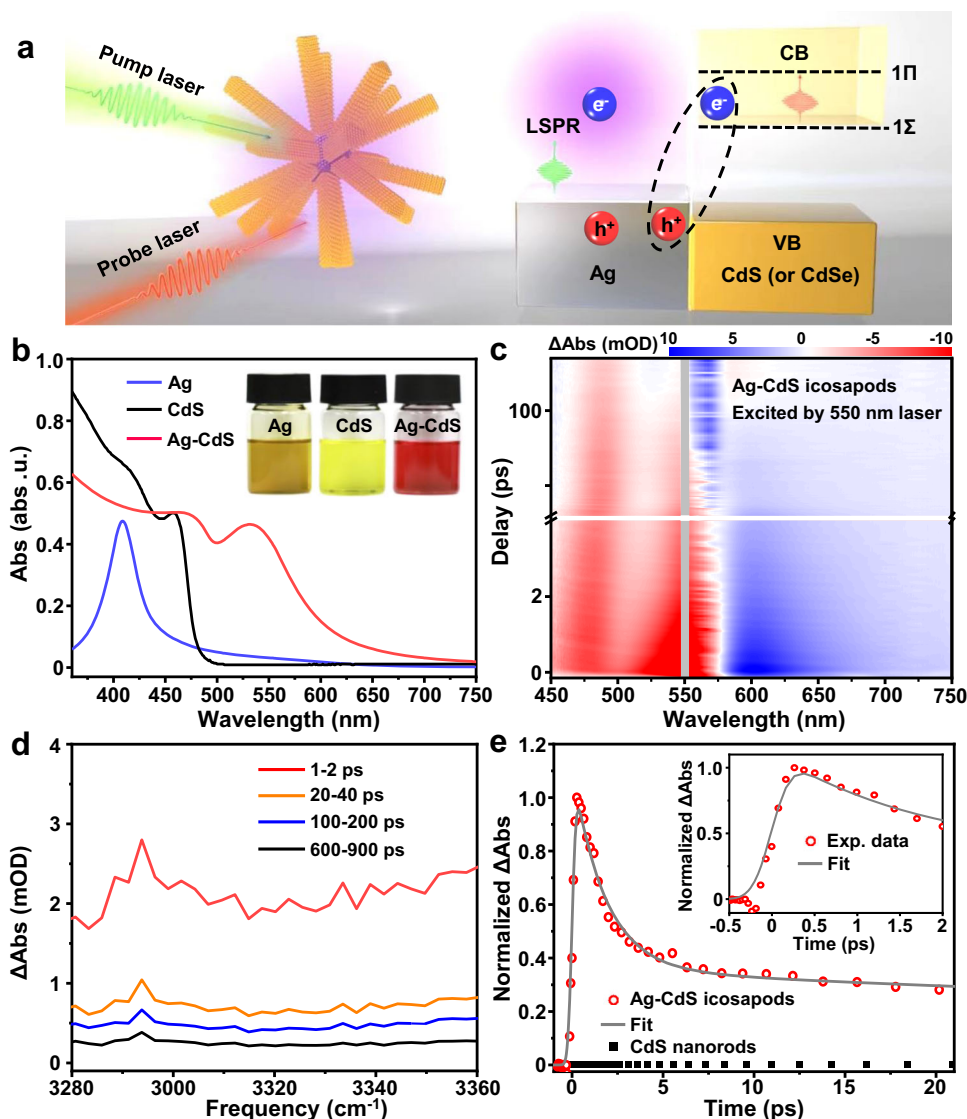 a
Pump laser
Probe laser
LSPR
e-
e-
h+
h+
Ag
CB
1Π
1Σ
VB
CdS (or CdSe)
b
Abs (abs .u.)
1.0
0.8
0.6
0.4
0.2
0
Ag
CdS
Ag-CdS
Ag
CdS
Ag-CdS
400 450 500 550 600 650 700 750
Wavelength (nm)
c
ΔAbs (mOD)
10 5 0 -5 -10
Ag-CdS icosapods
Excited by 550 nm laser
Delay (ps)
100
2
0
450 500 550 600 650 700 750
Wavelength (nm)
d
ΔAbs (mOD)
4
3
2
1
0
1-2 ps
20-40 ps
100-200 ps
600-900 ps
3280 3000 3320 3340 3360
Frequency (cm-1)
e
Normalized ΔAbs
1.2
1.0
0.8
0.6
0.4
0.2
0
Ag-CdS icosapods
Fit
CdS nanorods
0 5 10 15 20
Time (ps)
Normalized ΔAbs
1.0
0.5
0
Exp. data
Fit
-0.5 0 0.5 1 1.5 2
Time (ps)